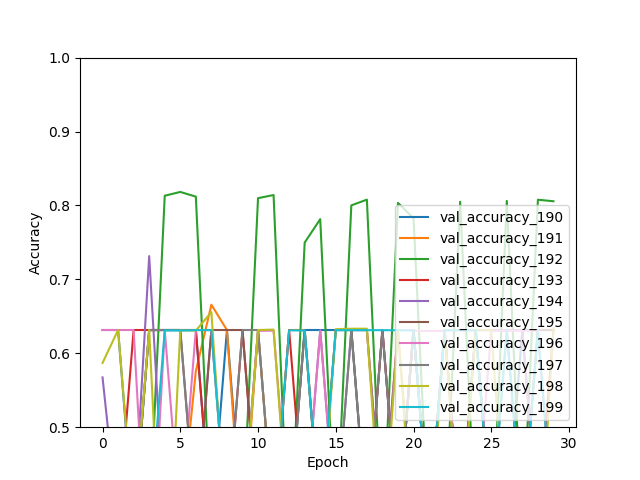 1.0
0.9
0.8
0.7
0.6
0.5
Accuracy
val_accuracy_190
val_accuracy_191
val_accuracy_192
val_accuracy_193
val_accuracy_194
val_accuracy_195
val_accuracy_196
val_accuracy_197
val_accuracy_198
val_accuracy_199
0 5 10 15 20 25 30
Epoch